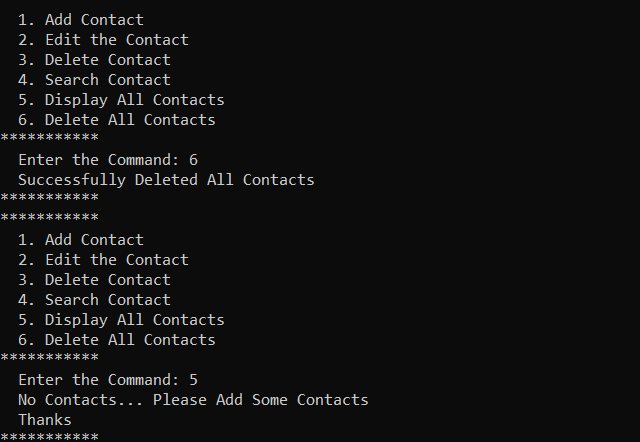 1. Add Contact
2. Edit the Contact
3. Delete Contact
4. Search Contact
5. Display All Contacts
6. Delete All Contacts
***********
Enter the Command: 6
Successfully Deleted All Contacts
***********
***********
1. Add Contact
2. Edit the Contact
3. Delete Contact
4. Search Contact
5. Display All Contacts
6. Delete All Contacts
***********
Enter the Command: 5
No Contacts... Please Add Some Contacts
Thanks
***********